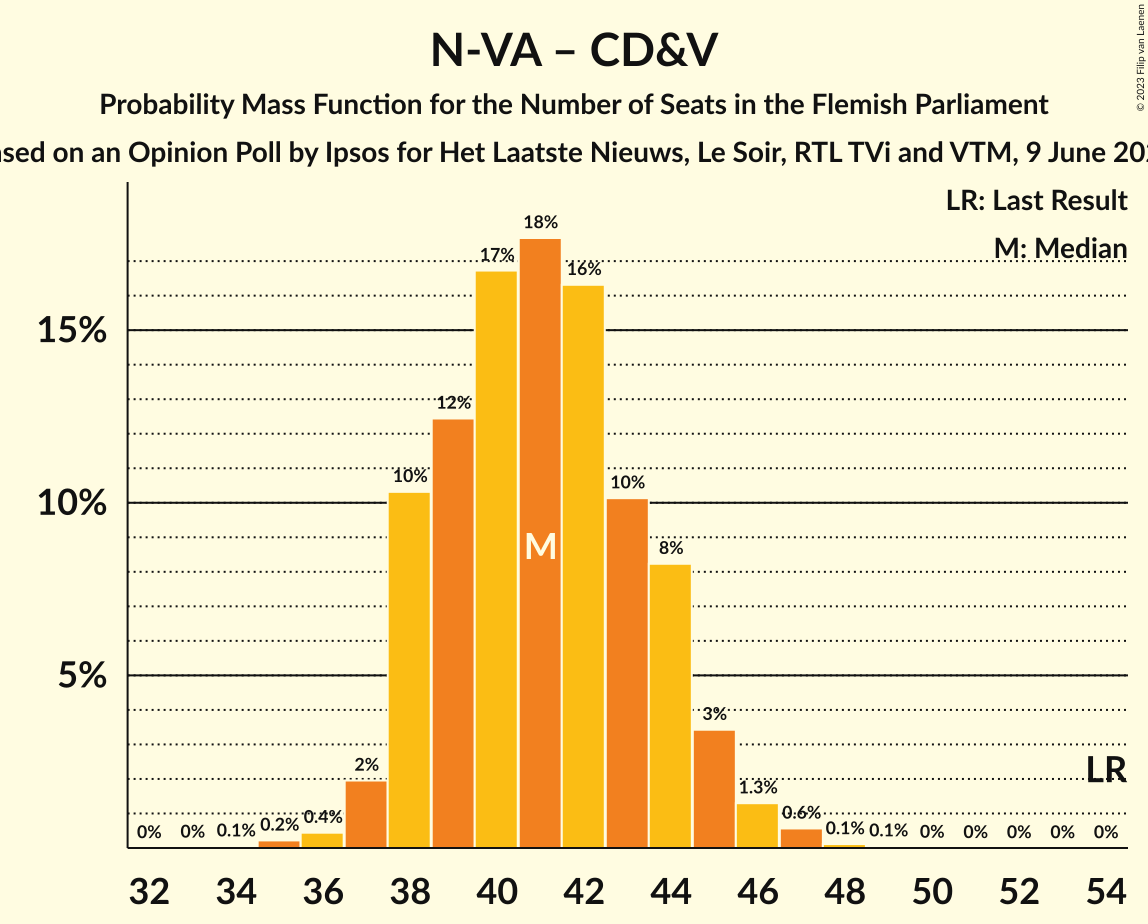 N-VA – CD&V
Probability Mass Function for the Number of Seats in the Flemish Parliament
on an Opinion Poll by Ipsos for Het Laatste Nieuws, Le Soir, RTL TVi and VTM, 9 June
© 2023 Filip van Laenen
LR: Last Result
M: Median
15%
10%
5%
0% 0% 0.1% 0.2% 0.4% 2% 10% 12% 17% 18% 16% 10% 8% 3% 1.3% 0.6% 0.1% 0.1% 0% 0% 0% 0% 0%
M
LR
32 34 36 38 40 42 44 46 48 50 52 54